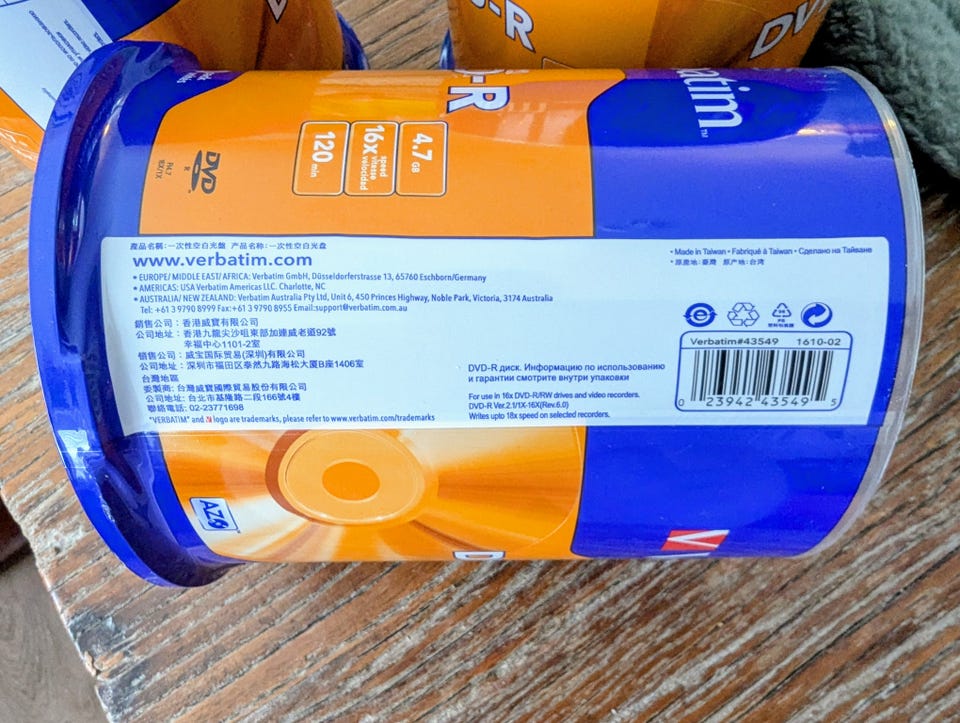 DVD-R
DVD
-R
atim™
4.7 GB
16x speed vitesse velocidad
120 min
DVD
R
R4.7
16X/1X
產品名稱:一次性空白光盤 产品名称:一次性空白光盘
www.verbatim.com
• EUROPE/ MIDDLE EAST/ AFRICA: Verbatim GmbH, Düsseldorferstrasse 13, 65760 Eschborn/Germany
• AMERICAS: USA Verbatim Americas LLC. Charlotte, NC
• AUSTRALIA/ NEW ZEALAND: Verbatim Australia Pty Ltd, Unit 6, 450 Princes Highway, Noble Park, Victoria, 3174 Australia
Tel: +61 3 9790 8999 Fax:+61 3 9790 8955 Email:support@verbatim.com.au
銷售公司：香港威寶有限公司
公司地址：香港九龍尖沙咀東部加連威老道92號
幸福中心1101-2室
销售公司：威宝国际贸易(深圳)有限公司
公司地址：深圳市福田区泰然九路海松大厦B座1406室
台灣地區
委製商: 台灣威寶國際貿易股份有限公司
公司地址: 台北市基隆路二段166號4樓
聯絡電話: 02-23771698
"VERBATIM" and logo are trademarks, please refer to www.verbatim.com/trademarks
• Made in Taiwan • Fabriqué à Taiwan • Сделано на Тайване
• 原產地:臺灣 原产地:台湾
DVD-R диск. Информацию по использованию
и гарантии смотрите внутри упаковки
For use in 16x DVD-R/RW drives and video recorders.
DVD-R Ver.2.1/1X-16X(Rev.6.0)
Writes upto 18x speed on selected recorders.
Verbatim#43549 1610-02
0 23942 43549 5
AZO
D
V